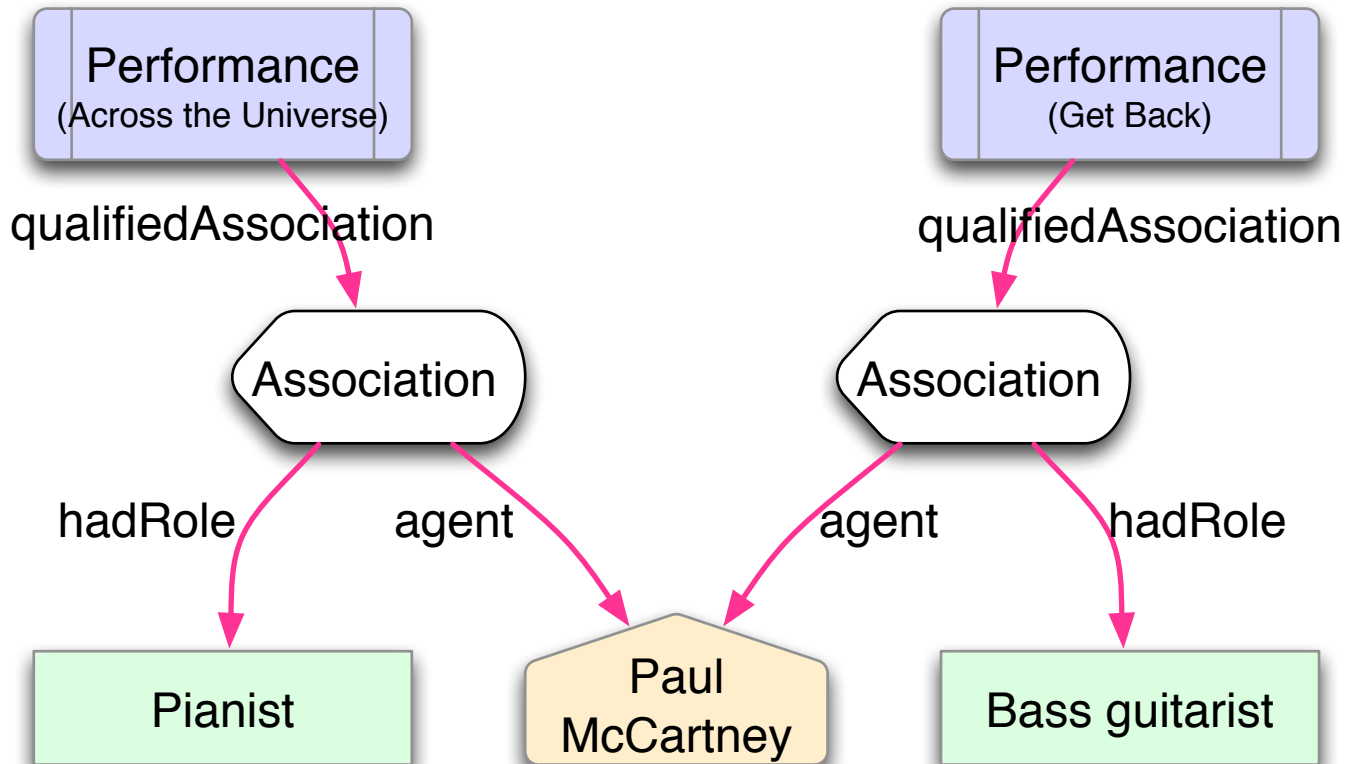 Performance
(Across the Universe)
Performance
(Get Back)
qualifiedAssociation
qualifiedAssociation
Association
Association
hadRole
agent
agent
hadRole
Pianist
Paul
McCartney
Bass guitarist